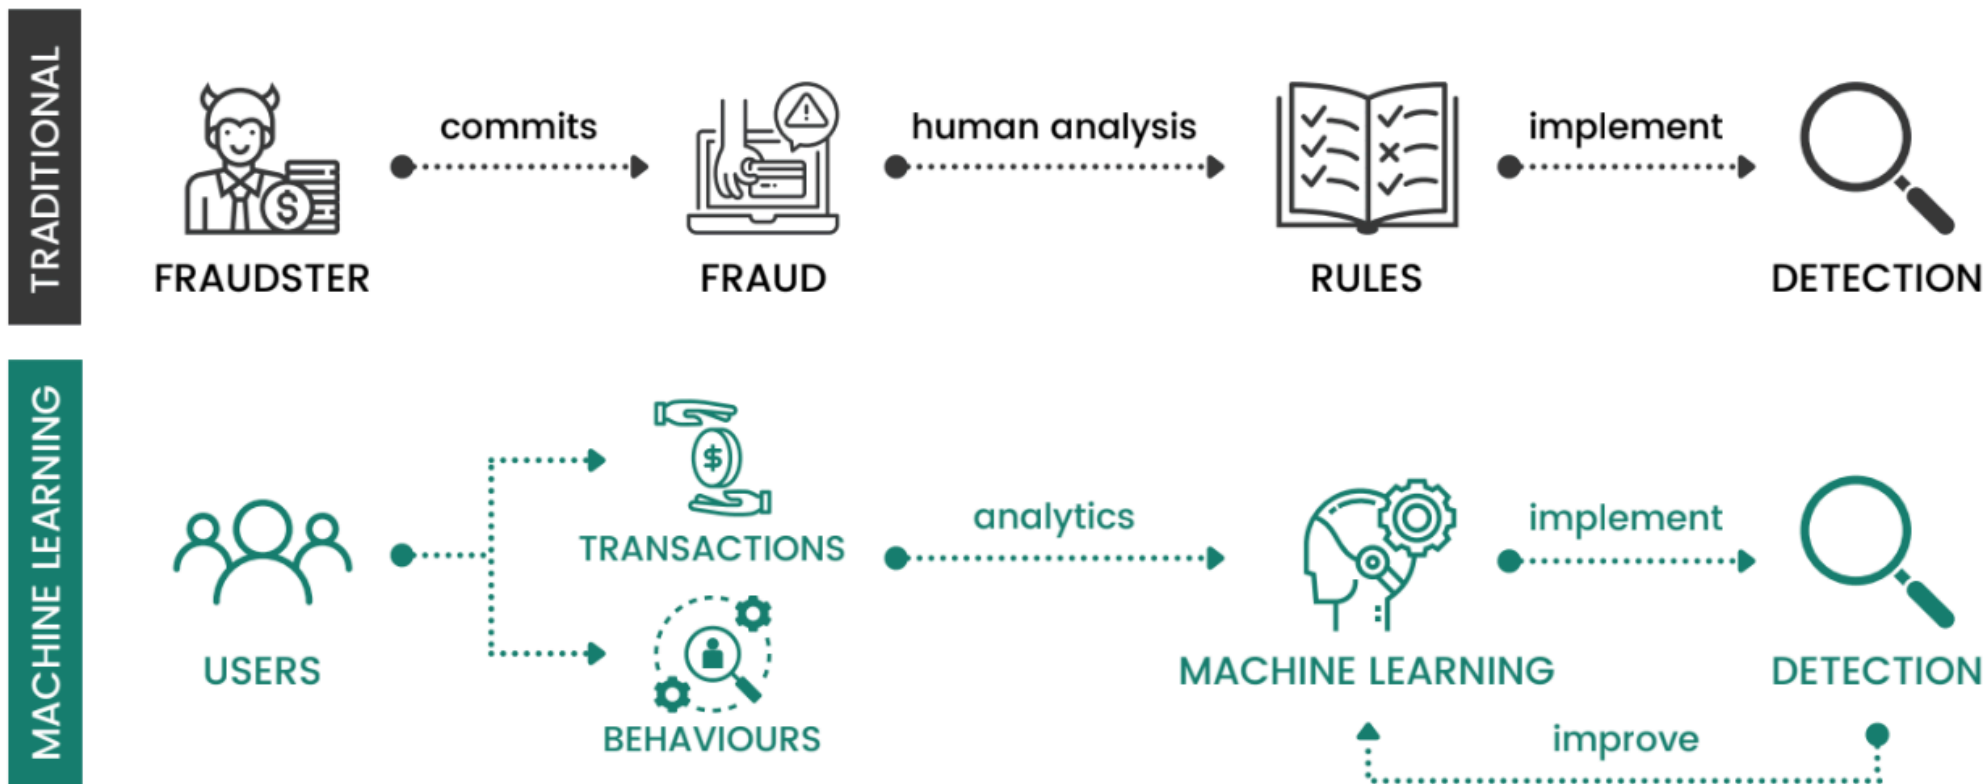 TRADITIONAL
commits
human analysis
implement
FRAUDSTER
FRAUD
RULES
DETECTION
MACHINE LEARNING
$
$
TRANSACTIONS
analytics
implement
USERS
BEHAVIOURS
MACHINE LEARNING
DETECTION
improve